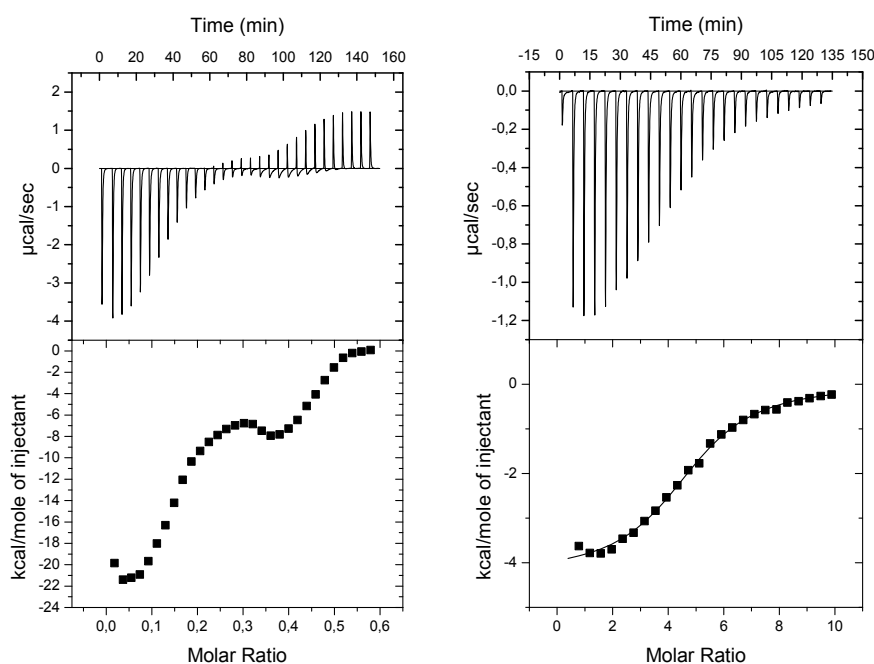 Time (min)
0 20 40 60 80 100 120 140 160
2
1
0
-1
-2
-3
-4
µcal/sec
0
-2
-4
-6
-8
-10
-12
-14
-16
-18
-20
-22
-24
kcal/mole of injectant
0,0 0,1 0,2 0,3 0,4 0,5 0,6
Molar Ratio
Time (min)
-15 0 15 30 45 60 75 90 105 120 135 150
0,0
-0,2
-0,4
-0,6
-0,8
-1,0
-1,2
µcal/sec
0
-2
-4
kcal/mole of injectant
0 2 4 6 8 10
Molar Ratio